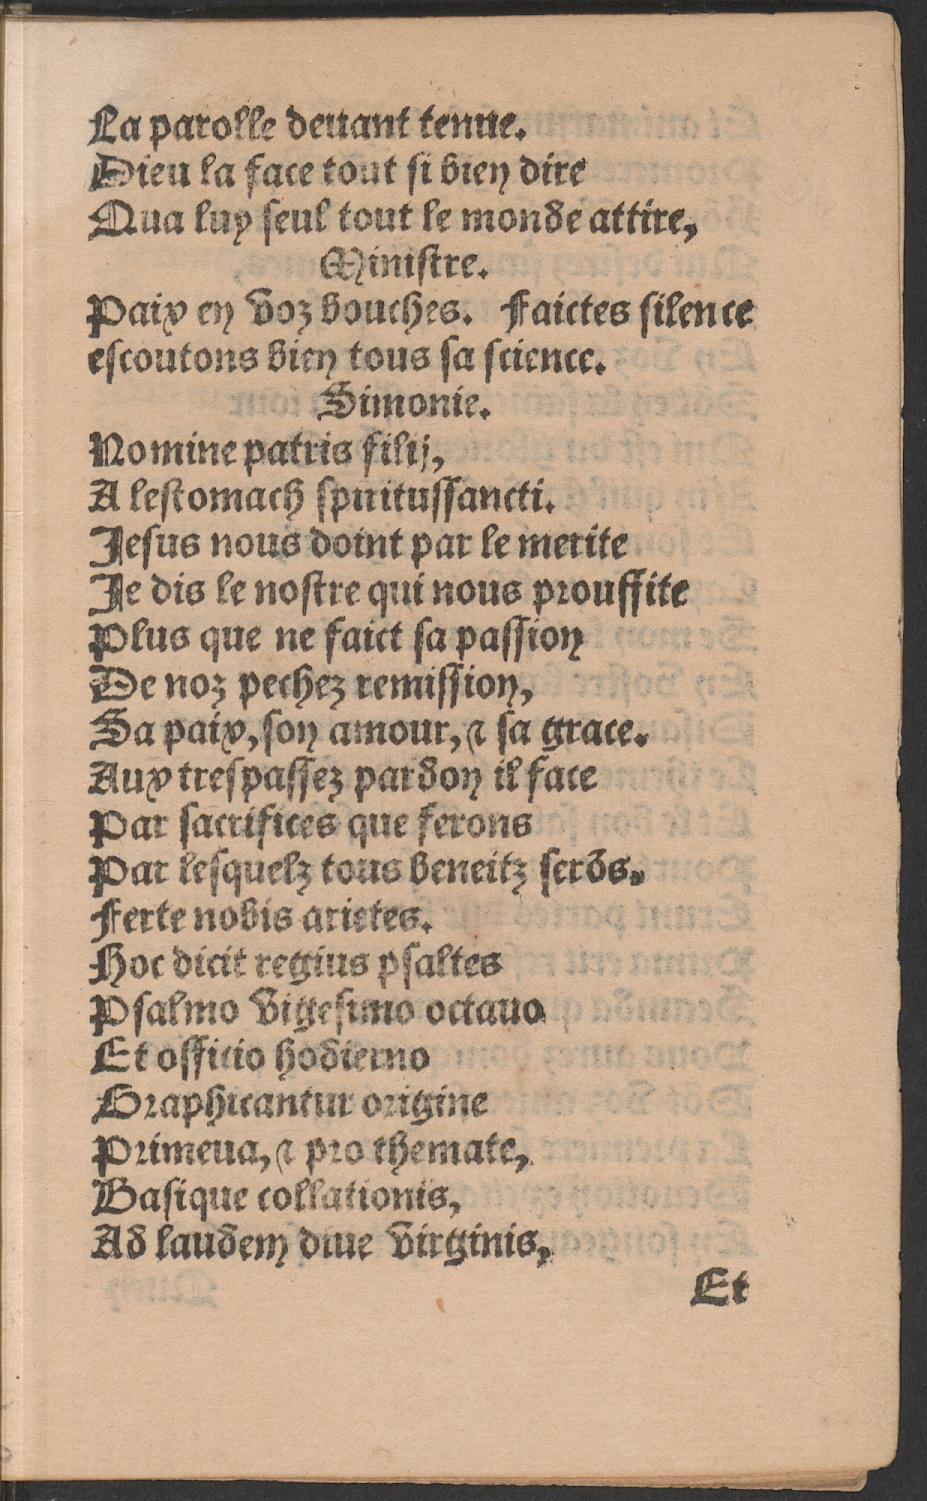 La parolle deuant tenue.
Dieu la face tout si bien dire
Qua luy seul tout le monde attire,
Ministre.
Paix en voz bouches. Faictes silence
escoutons bien tous sa science.
Simonie.
Nomine patris filij,
A lestomach spiritussancti.
Jesus nous doint par le merite
Je dis le nostre qui nous prouffite
Plus que ne faict sa passion
De noz pechez remission,
Sa paix, son amour, ⁊ sa grace.
Aux trespassez pardon il face
Par sacrifices que ferons
Par lesquelz tous beneitz serõs.
Ferte nobis arietes.
Hoc dicit regius psaltes
Psalmo vigesimo octauo
Et officio hodierno
Graphicantur origine
Primeua, ⁊ pro themate,
Basique collationis,
Ad laudem diue virginis,
Et